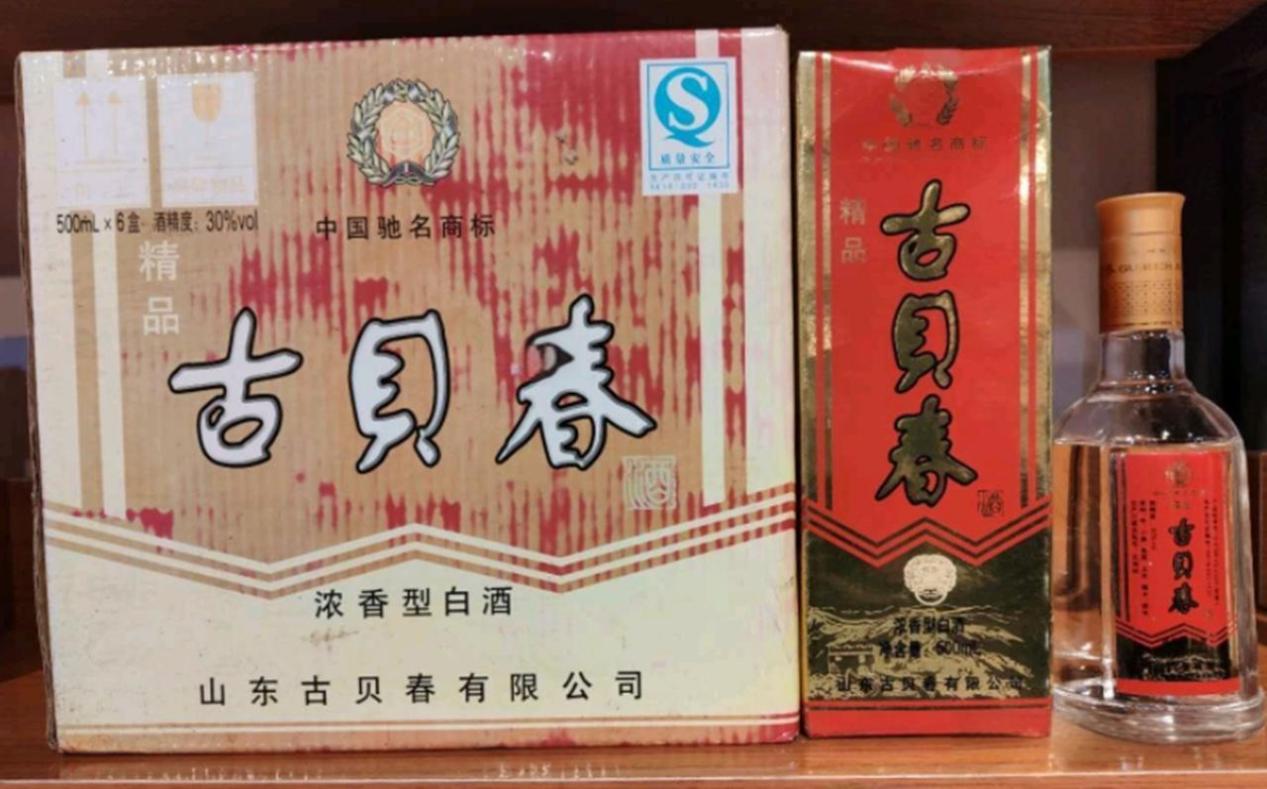 500mL×6盒 酒精度：30%vol
中国驰名商标
精品
古贝春
酒
浓香型白酒
山东古贝春有限公司
S
质量安全
中国驰名商标
精品
古贝春
酒
浓香型白酒
净含量：500mL
山东古贝春有限公司
古贝春